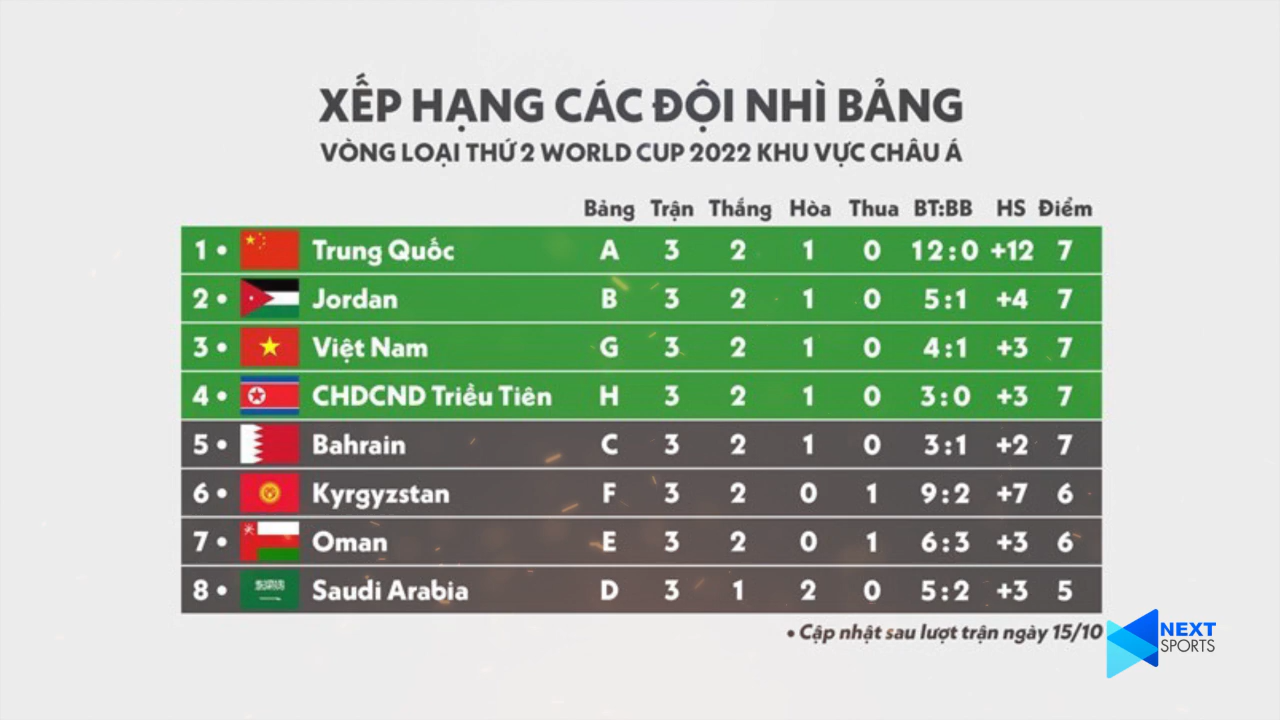 XẾP HẠNG CÁC ĐỘI NHÌ BẢNG
VÒNG LOẠI THỨ 2 WORLD CUP 2022 KHU VỰC CHÂU Á
Bảng Trận Thắng Hòa Thua BT:BB HS Điểm
1 • Trung Quốc A 3 2 1 0 12:0 +12 7
2 • Jordan B 3 2 1 0 5:1 +4 7
3 • Việt Nam G 3 2 1 0 4:1 +3 7
4 • CHDCND Triều Tiên H 3 2 1 0 3:0 +3 7
5 • Bahrain C 3 2 1 0 3:1 +2 7
6 • Kyrgyzstan F 3 2 0 1 9:2 +7 6
7 • Oman E 3 2 0 1 6:3 +3 6
8 • Saudi Arabia D 3 1 2 0 5:2 +3 5
• Cập nhật sau lượt trận ngày 15/10
NEXT
SPORTS